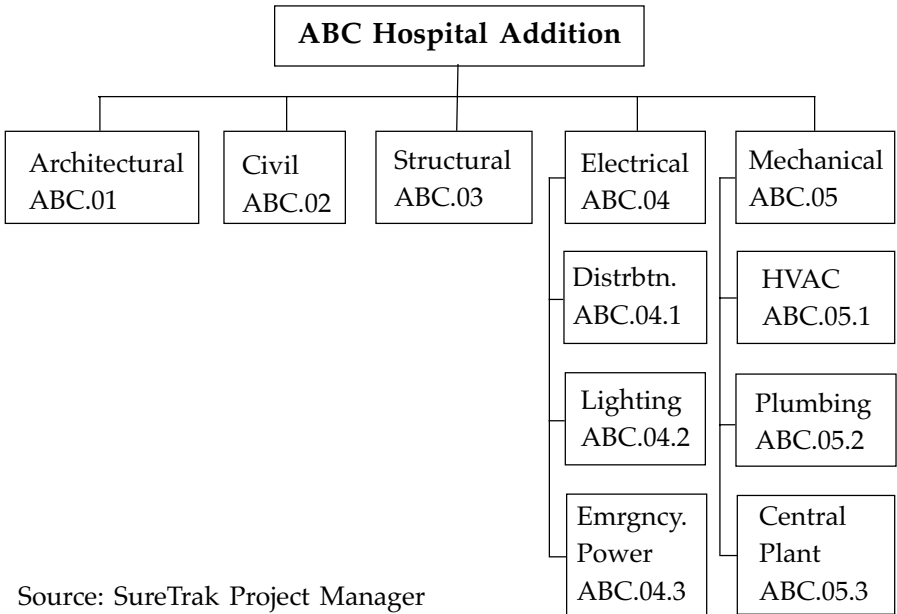 ABC Hospital Addition
Architectural
ABC.01
Civil
ABC.02
Structural
ABC.03
Electrical
ABC.04
Mechanical
ABC.05
Distrbtn.
ABC.04.1
HVAC
ABC.05.1
Lighting
ABC.04.2
Plumbing
ABC.05.2
Emrgncy.
Power
ABC.04.3
Central
Plant
ABC.05.3
Source: SureTrak Project Manager